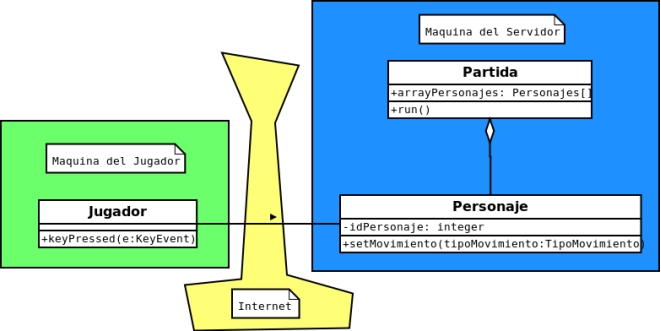 Maquina del Servidor
Partida
+arrayPersonajes: Personajes[]
+run()
Maquina del Jugador
Jugador
+keyPressed(e:KeyEvent)
Personaje
-idPersonaje: integer
+setMovimiento(tipoMovimiento:TipoMovimiento)
Internet